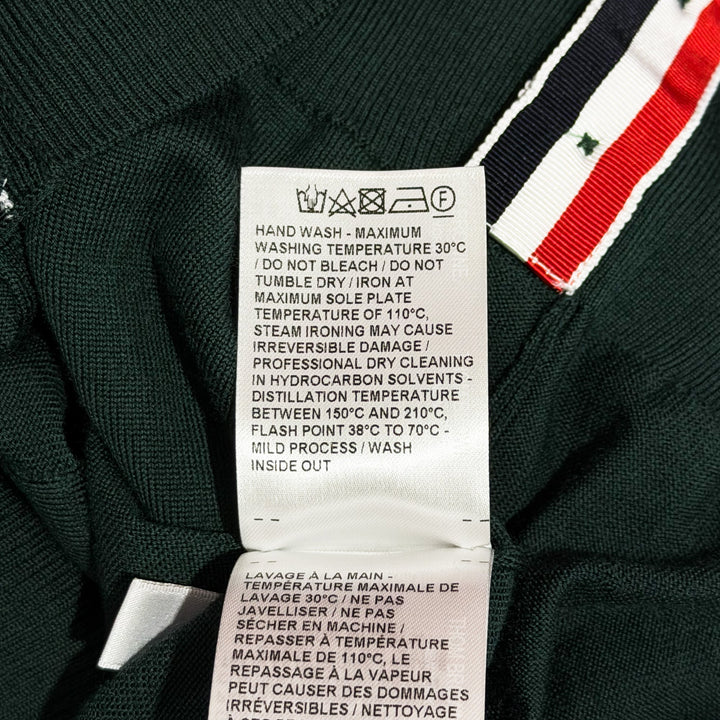 F
HAND WASH - MAXIMUM
WASHING TEMPERATURE 30°C
/ DO NOT BLEACH / DO NOT
TUMBLE DRY / IRON AT
MAXIMUM SOLE PLATE
TEMPERATURE OF 110°C,
STEAM IRONING MAY CAUSE
IRREVERSIBLE DAMAGE /
PROFESSIONAL DRY CLEANING
IN HYDROCARBON SOLVENTS -
DISTILLATION TEMPERATURE
BETWEEN 150°C AND 210°C,
FLASH POINT 38°C TO 70°C -
MILD PROCESS / WASH
INSIDE OUT
LAVAGE À LA MAIN -
TEMPÉRATURE MAXIMALE DE
LAVAGE 30°C / NE PAS
JAVELLISER / NE PAS
SÉCHER EN MACHINE /
REPASSER À TEMPÉRATURE
MAXIMALE DE 110°C, LE
REPASSAGE À LA VAPEUR
PEUT CAUSER DES DOMMAGES
IRRÉVERSIBLES / NETTOYAGE